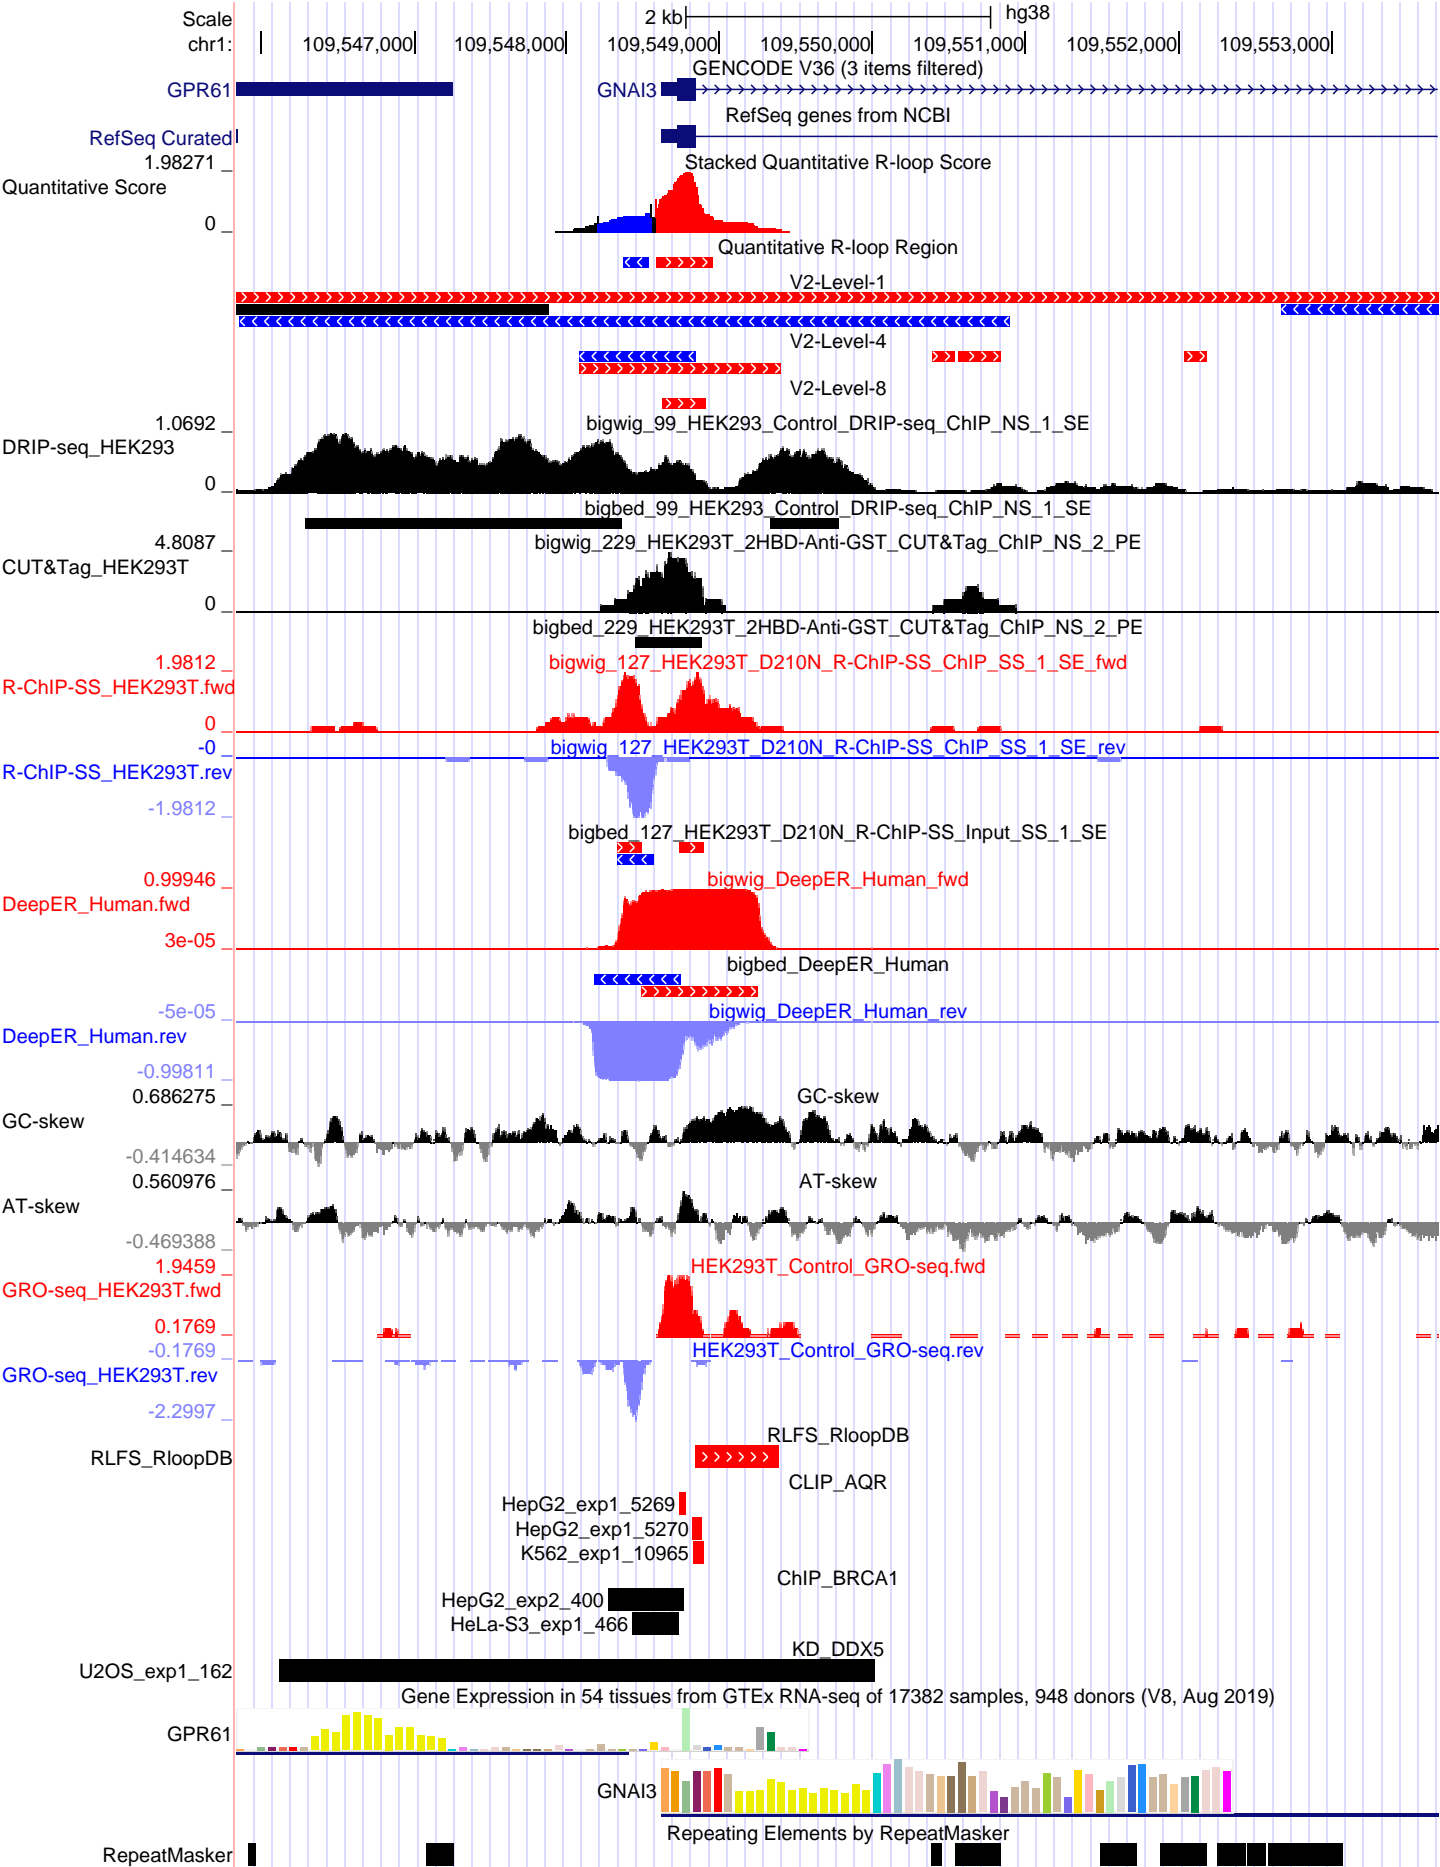 Scale 2 kb hg38
chr1: 109,547,000 109,548,000 109,549,000 109,550,000 109,551,000 109,552,000 109,553,000
GENCODE V36 (3 items filtered)
GPR61 GNAI3
RefSeq genes from NCBI
RefSeq Curated
1.98271 Stacked Quantitative R-loop Score
Quantitative Score
0
Quantitative R-loop Region
V2-Level-1
V2-Level-4
V2-Level-8
1.0692 bigwig_99_HEK293_Control_DRIP-seq_ChIP_NS_1_SE
DRIP-seq_HEK293
0
bigbed_99_HEK293_Control_DRIP-seq_ChIP_NS_1_SE
4.8087 bigwig_229_HEK293T_2HBD-Anti-GST_CUT&Tag_ChIP_NS_2_PE
CUT&Tag_HEK293T
0
bigbed_229_HEK293T_2HBD-Anti-GST_CUT&Tag_ChIP_NS_2_PE
1.9812 bigwig_127_HEK293T_D210N_R-ChIP-SS_ChIP_SS_1_SE_fwd
R-ChIP-SS_HEK293T.fwd
0
-0 bigwig_127_HEK293T_D210N_R-ChIP-SS_ChIP_SS_1_SE_rev
R-ChIP-SS_HEK293T.rev
-1.9812
bigbed_127_HEK293T_D210N_R-ChIP-SS_Input_SS_1_SE
0.99946 bigwig_DeepER_Human_fwd
DeepER_Human.fwd
3e-05
bigbed_DeepER_Human
-5e-05 bigwig_DeepER_Human_rev
DeepER_Human.rev
-0.99811
0.686275 GC-skew
GC-skew
-0.414634
0.560976 AT-skew
AT-skew
-0.469388
1.9459 HEK293T_Control_GRO-seq.fwd
GRO-seq_HEK293T.fwd
0.1769
-0.1769 HEK293T_Control_GRO-seq.rev
GRO-seq_HEK293T.rev
-2.2997
RLFS_RloopDB
RLFS_RloopDB
CLIP_AQR
HepG2_exp1_5269
HepG2_exp1_5270
K562_exp1_10965
ChIP_BRCA1
HepG2_exp2_400
HeLa-S3_exp1_466
KD_DDX5
U2OS_exp1_162
Gene Expression in 54 tissues from GTEx RNA-seq of 17382 samples, 948 donors (V8, Aug 2019)
GPR61
GNAI3
Repeating Elements by RepeatMasker
RepeatMasker